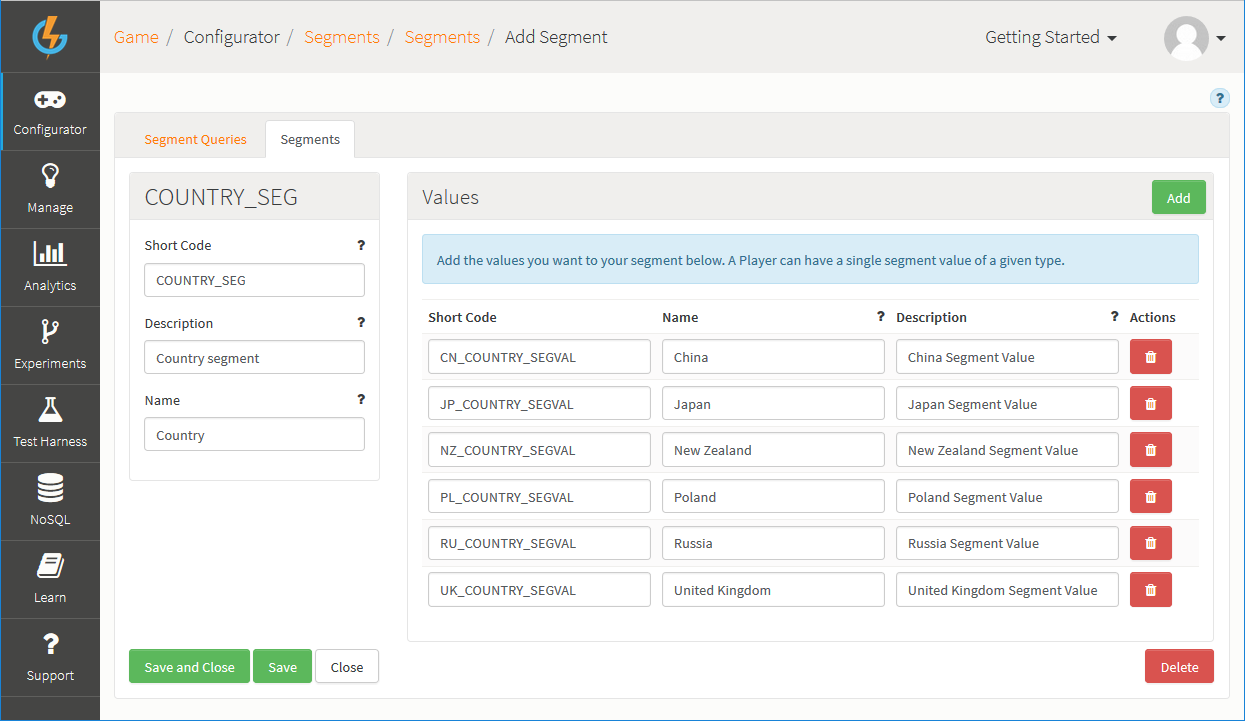 Game / Configurator / Segments / Segments / Add Segment
Getting Started
?
Configurator
Manage
Analytics
Experiments
Test Harness
NoSQL
Learn
? Support
Segment Queries Segments
COUNTRY_SEG
Short Code ?
COUNTRY_SEG
Description ?
Country segment
Name ?
Country
Values Add
Add the values you want to your segment below. A Player can have a single segment value of a given type.
Short Code Name ? Description ? Actions
CN_COUNTRY_SEGVAL China China Segment Value
JP_COUNTRY_SEGVAL Japan Japan Segment Value
NZ_COUNTRY_SEGVAL New Zealand New Zealand Segment Value
PL_COUNTRY_SEGVAL Poland Poland Segment Value
RU_COUNTRY_SEGVAL Russia Russia Segment Value
UK_COUNTRY_SEGVAL United Kingdom United Kingdom Segment Value
Save and Close Save Close Delete